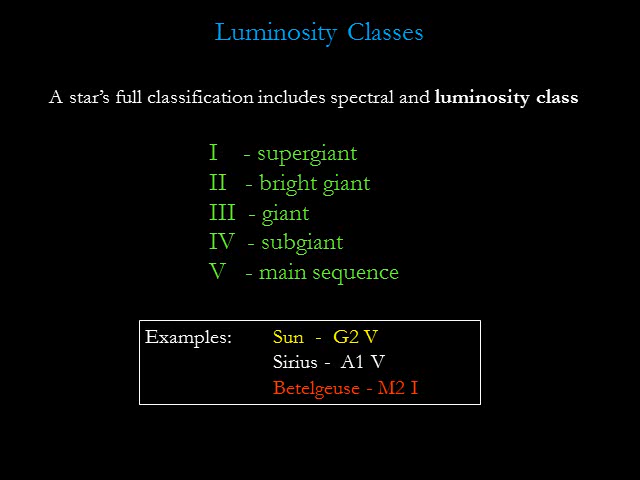 Luminosity Classes
A star's full classification includes spectral and luminosity class
I - supergiant
II - bright giant
III - giant
IV - subgiant
V - main sequence
Examples: Sun - G2 V
Sirius - A1 V
Betelgeuse - M2 I